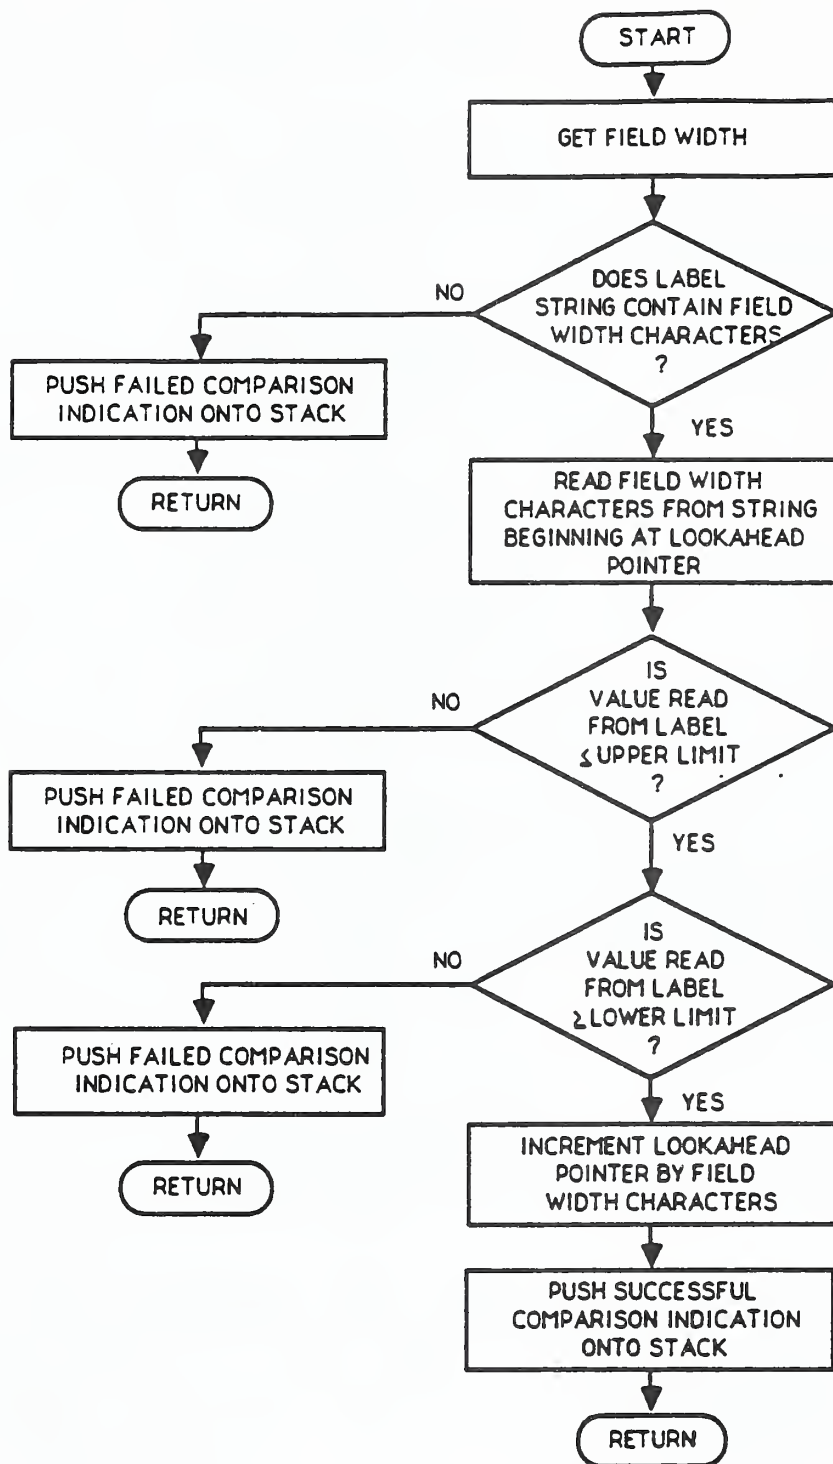 START
GET FIELD WIDTH
DOES LABEL
STRING CONTAIN FIELD
WIDTH CHARACTERS
?
NO
PUSH FAILED COMPARISON
INDICATION ONTO STACK
RETURN
YES
READ FIELD WIDTH
CHARACTERS FROM STRING
BEGINNING AT LOOKAHEAD
POINTER
IS
VALUE READ
FROM LABEL
≤ UPPER LIMIT
?
NO
PUSH FAILED COMPARISON
INDICATION ONTO STACK
RETURN
YES
IS
VALUE READ
FROM LABEL
≥ LOWER LIMIT
?
NO
PUSH FAILED COMPARISON
INDICATION ONTO STACK
RETURN
YES
INCREMENT LOOKAHEAD
POINTER BY FIELD
WIDTH CHARACTERS
PUSH SUCCESSFUL
COMPARISON INDICATION
ONTO STACK
RETURN